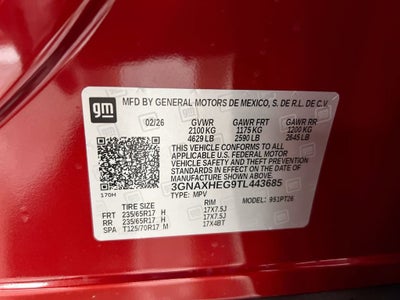 gm
MFD BY GENERAL MOTORS DE MEXICO, S. DE R.L. DE C.V.
02/26 GVWR GAWR FRT GAWR RR
2100 KG 1175 KG 1200 KG
4629 LB 2590 LB 2645 LB
THIS VEHICLE CONFORMS TO ALL
APPLICABLE U.S. FEDERAL MOTOR
VEHICLE SAFETY AND THEFT PREVENTION
STANDARDS IN EFFECT ON THE DATE OF
MANUFACTURE SHOWN ABOVE.
3GNAXHEG9TL443685
TYPE: MPV MODEL: 951PT26
170H
TIRE SIZE RIM
FRT 235/65R17 H 17X7.5J
RR 235/65R17 H 17X7.5J
SPA T125/70R17 M 17X4BT